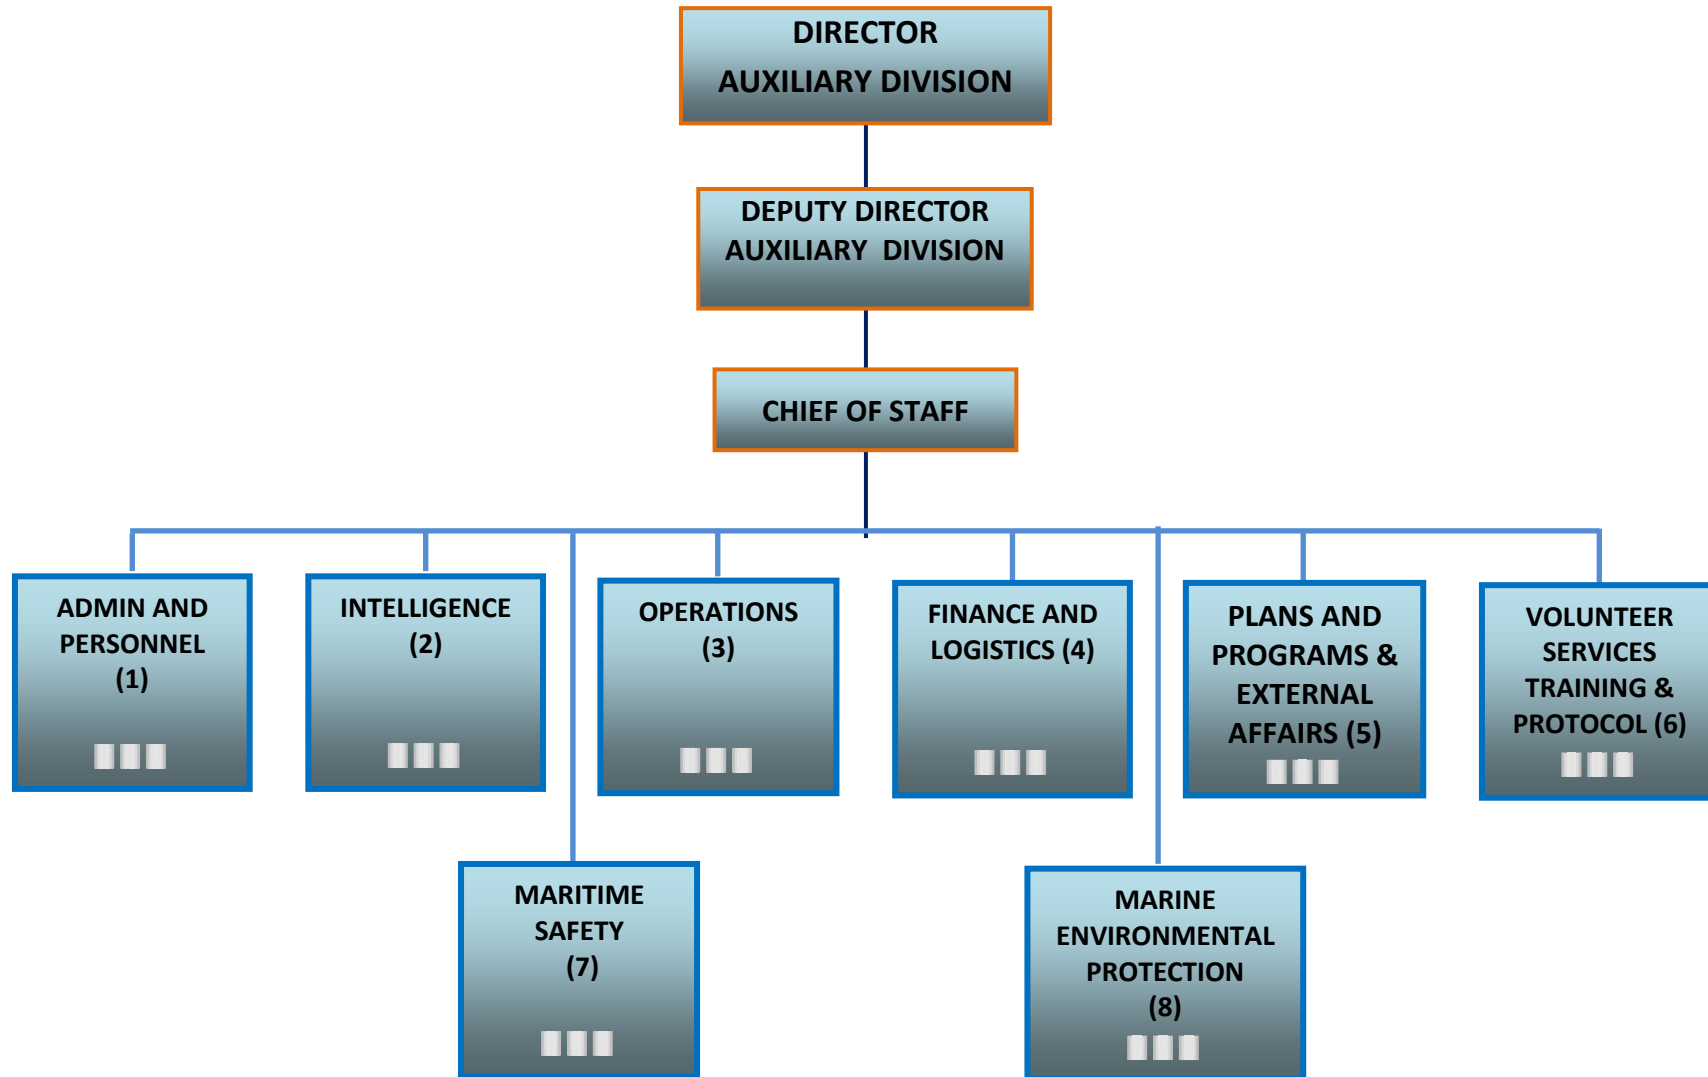 DIRECTOR
AUXILIARY DIVISION
DEPUTY DIRECTOR
AUXILIARY DIVISION
CHIEF OF STAFF
ADMIN AND
PERSONNEL
(1)
INTELLIGENCE
(2)
OPERATIONS
(3)
FINANCE AND
LOGISTICS (4)
PLANS AND
PROGRAMS &
EXTERNAL
AFFAIRS (5)
VOLUNTEER
SERVICES
TRAINING &
PROTOCOL (6)
MARITIME
SAFETY
(7)
MARINE
ENVIRONMENTAL
PROTECTION
(8)